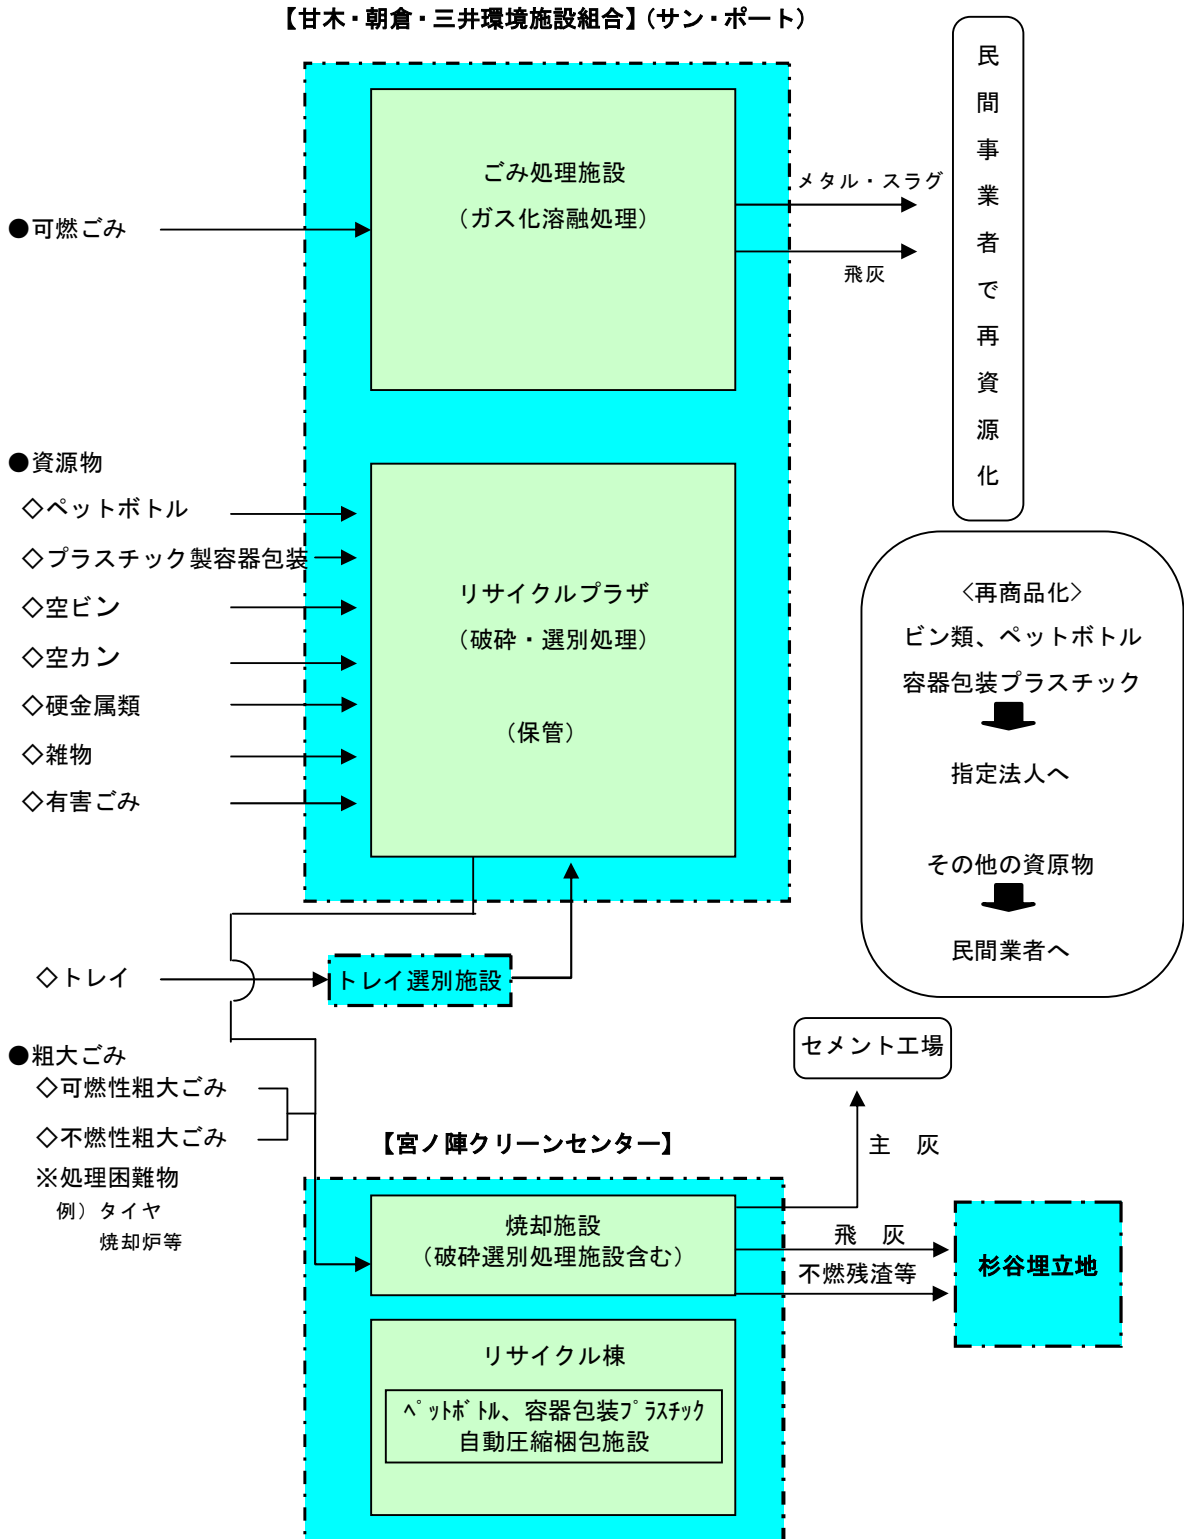 【甘木・朝倉・三井環境施設組合】（サン・ポート）
民間事業者で再資源化
ごみ処理施設
（ガス化溶融処理）
メタル・スラグ
飛灰
●可燃ごみ
●資源物
◇ペットボトル
◇プラスチック製容器包装
◇空ビン
◇空カン
◇硬金属類
◇雑物
◇有害ごみ
リサイクルプラザ
（破砕・選別処理）
（保管）
〈再商品化〉
ビン類、ペットボトル
容器包装プラスチック
指定法人へ
その他の資原物
民間業者へ
◇トレイ
トレイ選別施設
セメント工場
●粗大ごみ
◇可燃性粗大ごみ
◇不燃性粗大ごみ
※処理困難物
例）タイヤ
焼却炉等
【宮ノ陣クリーンセンター】
主　灰
焼却施設
（破砕選別処理施設含む）
飛　灰
不燃残渣等
杉谷埋立地
リサイクル棟
ﾍﾟｯﾄﾎﾞﾄﾙ、容器包装ﾌﾟﾗｽﾁｯｸ
自動圧縮梱包施設